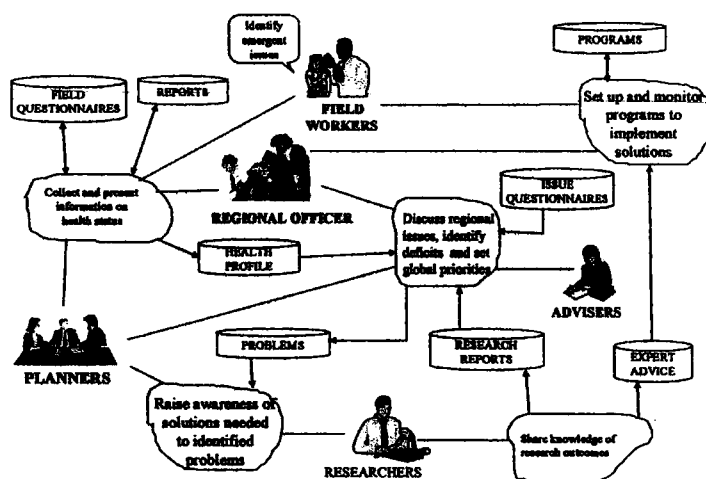 Identify
emergent
issues
PROGRAMS
FIELD
QUESTIONNAIRES
REPORTS
FIELD
WORKERS
Set up and monitor
programs to
implement
solutions
Collect and present
information on
health status
REGIONAL OFFICER
Discuss regional
issues, identify
deficits and set
global priorities
ISSUE
QUESTIONNAIRES
HEALTH
PROFILE
ADVISERS
PLANNERS
PROBLEMS
RESEARCH
REPORTS
EXPERT
ADVICE
Raise awareness of
solutions needed
to identified
problems
RESEARCHERS
Share knowledge of
research outcomes